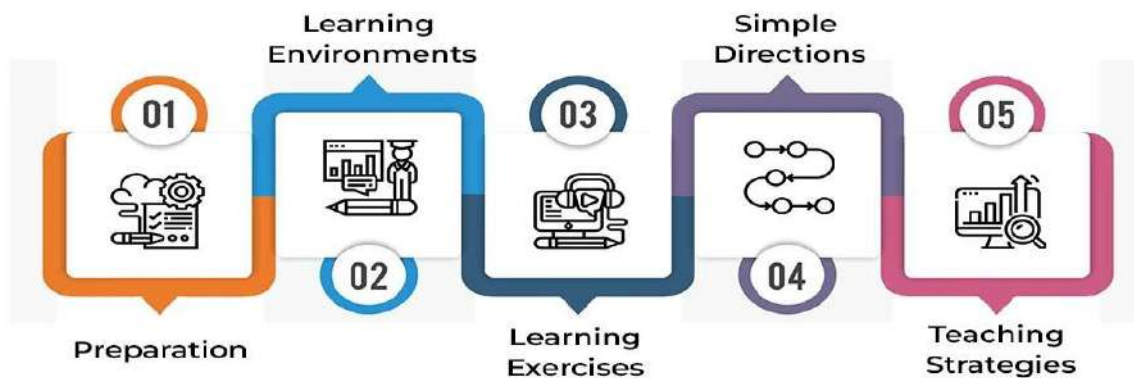 01
Preparation
Learning
Environments
02
03
Learning
Exercises
Simple
Directions
04
05
Teaching
Strategies